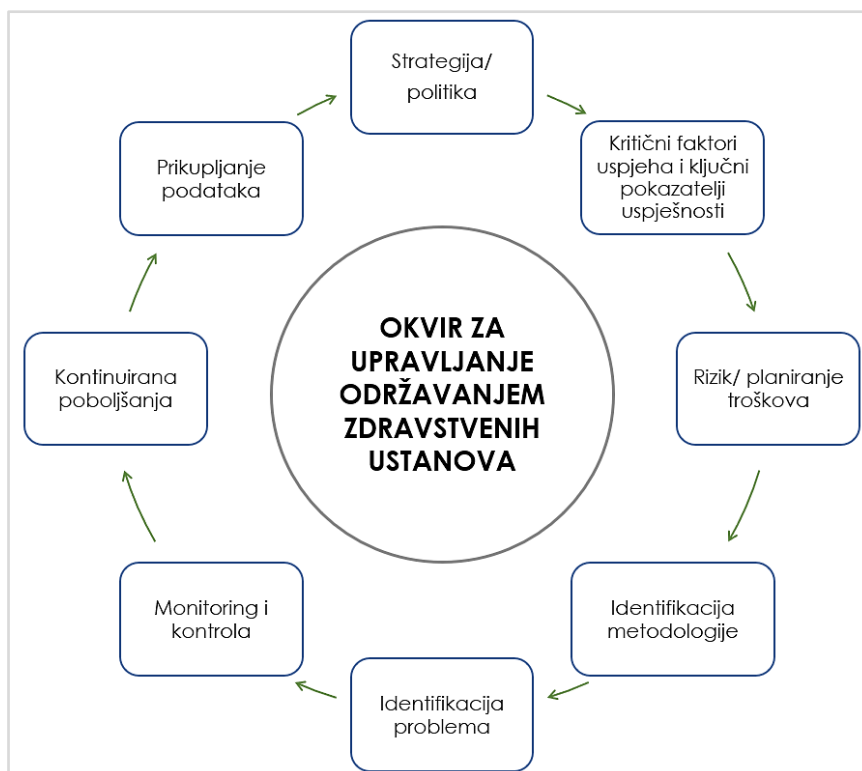 Strategija/
politika
Kritični faktori
uspjeha i ključni
pokazatelji
uspješnosti
Rizik/ planiranje
troškova
Identifikacija
metodologije
Identifikacija
problema
Monitoring i
kontrola
Kontinuirana
poboljšanja
Prikupljanje
podataka
OKVIR ZA
UPRAVLJANJE
ODRŽAVANJEM
ZDRAVSTVENIH
USTANOVA